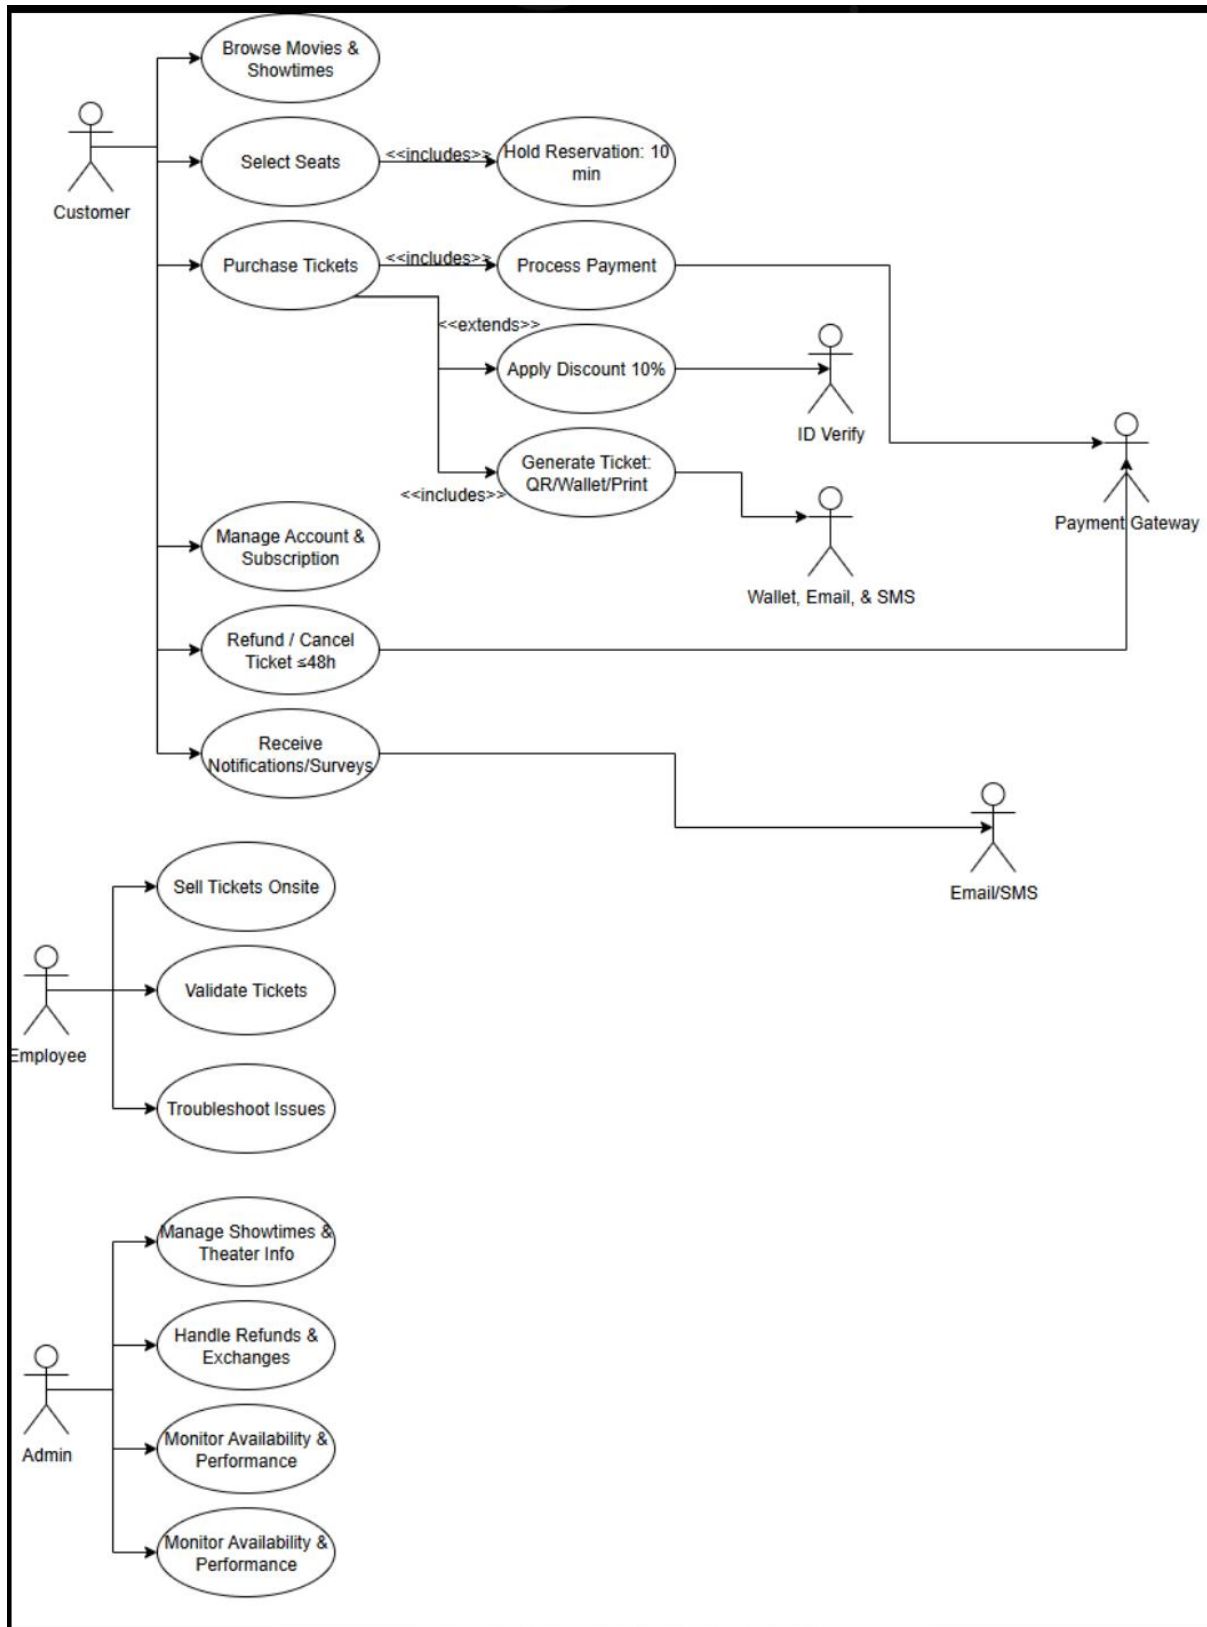 Browse Movies &
Showtimes
Customer
Select Seats
<<includes>>
Hold Reservation: 10
min
Purchase Tickets
<<includes>>
Process Payment
<<extends>>
Apply Discount 10%
ID Verify
<<includes>>
Generate Ticket:
QR/Wallet/Print
Payment Gateway
Wallet, Email, & SMS
Manage Account &
Subscription
Refund / Cancel
Ticket ≤48h
Receive
Notifications/Surveys
Email/SMS
Sell Tickets Onsite
Validate Tickets
Employee
Troubleshoot Issues
Manage Showtimes &
Theater Info
Handle Refunds &
Exchanges
Admin
Monitor Availability &
Performance
Monitor Availability &
Performance